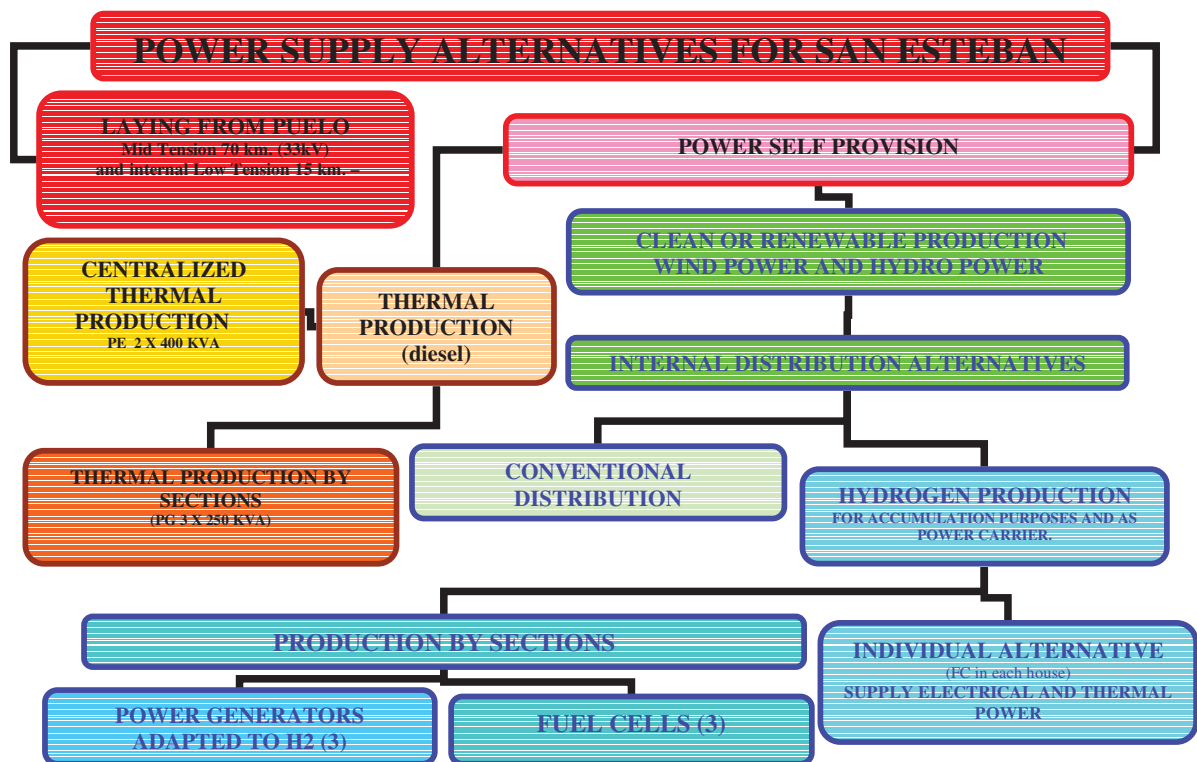 POWER SUPPLY ALTERNATIVES FOR SAN ESTEBAN
LAYING FROM PUELO
Mid Tension 70 km. (33kV)
and internal Low Tension 15 km. –
POWER SELF PROVISION
CLEAN OR RENEWABLE PRODUCTION
WIND POWER AND HYDRO POWER
CENTRALIZED
THERMAL
PRODUCTION
PE 2 X 400 KVA
THERMAL
PRODUCTION
(diesel)
INTERNAL DISTRIBUTION ALTERNATIVES
THERMAL PRODUCTION BY
SECTIONS
(PG 3 X 250 KVA)
CONVENTIONAL
DISTRIBUTION
HYDROGEN PRODUCTION
FOR ACCUMULATION PURPOSES AND AS
POWER CARRIER.
PRODUCTION BY SECTIONS
INDIVIDUAL ALTERNATIVE
(FC in each house)
SUPPLY ELECTRICAL AND THERMAL
POWER
POWER GENERATORS
ADAPTED TO H2 (3)
FUEL CELLS (3)